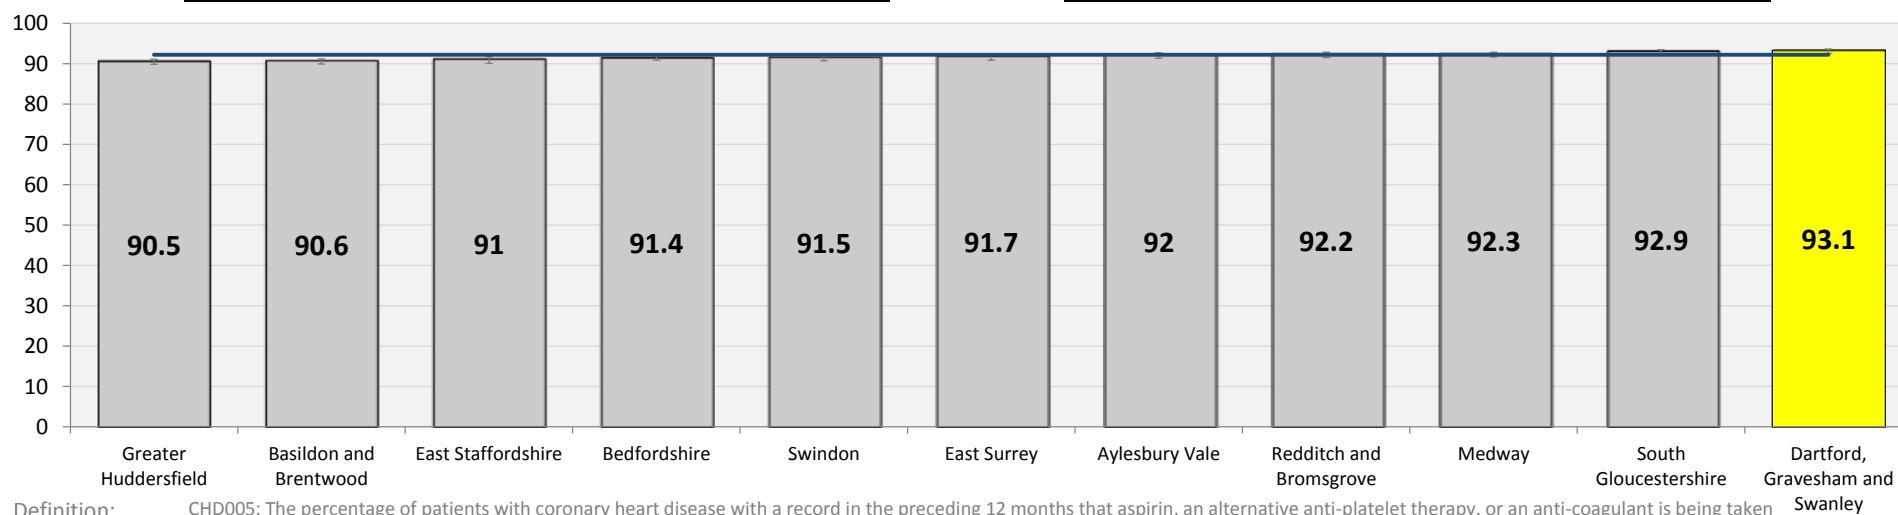 100
90
80
70
60
50
40
30
20
10
0
90.5
90.6
91
91.4
91.5
91.7
92
92.2
92.3
92.9
93.1
Greater
Huddersfield
Basildon and
Brentwood
East Staffordshire
Bedfordshire
Swindon
East Surrey
Aylesbury Vale
Redditch and
Bromsgrove
Medway
South
Gloucestershire
Dartford,
Gravesham and
Swanley
Definition: CHD005: The percentage of patients with coronary heart disease with a record in the preceding 12 months that aspirin, an alternative anti-platelet therapy, or an anti-coagulant is being taken